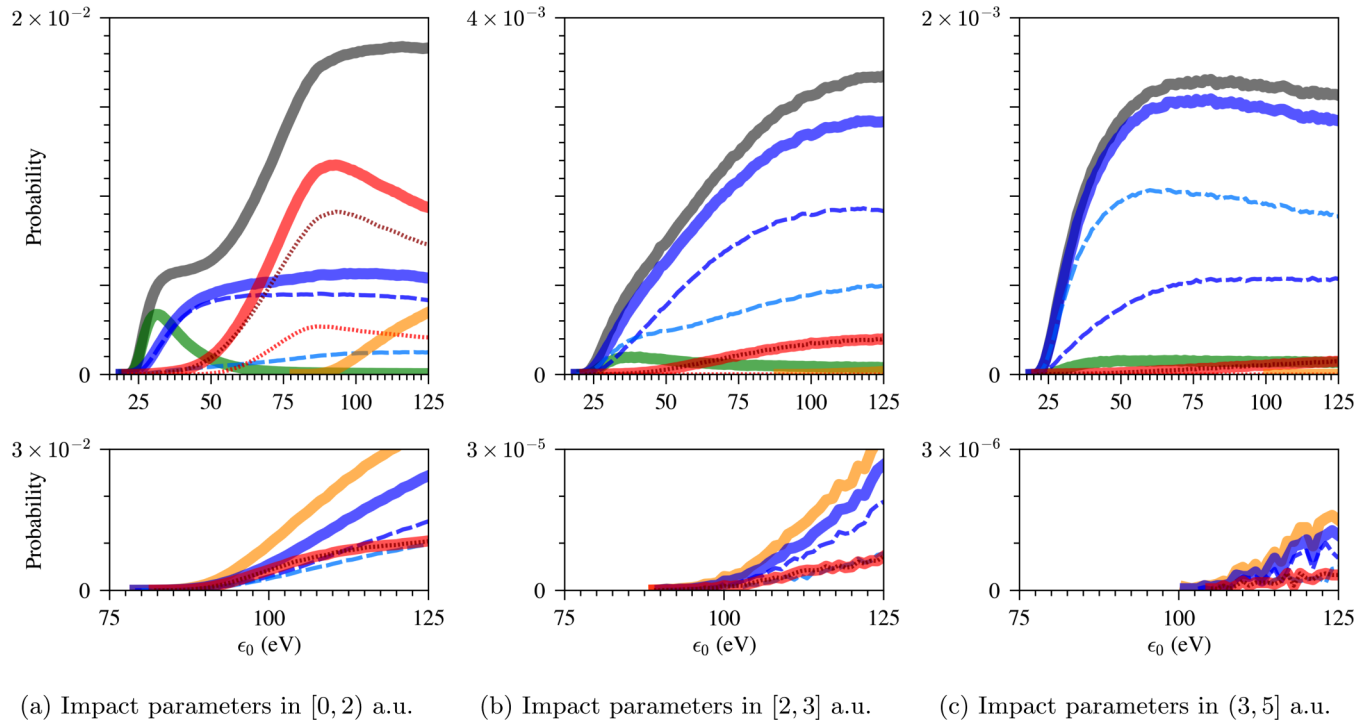 2 × 10⁻²
4 × 10⁻³
2 × 10⁻³
Probability
0
0
0
25 50 75 100 125
25 50 75 100 125
25 50 75 100 125
3 × 10⁻²
3 × 10⁻⁵
3 × 10⁻⁶
Probability
0
0
0
75 100 125
75 100 125
75 100 125
ϵ₀ (eV)
ϵ₀ (eV)
ϵ₀ (eV)
(a) Impact parameters in [0, 2) a.u.
(b) Impact parameters in [2, 3] a.u.
(c) Impact parameters in (3, 5] a.u.